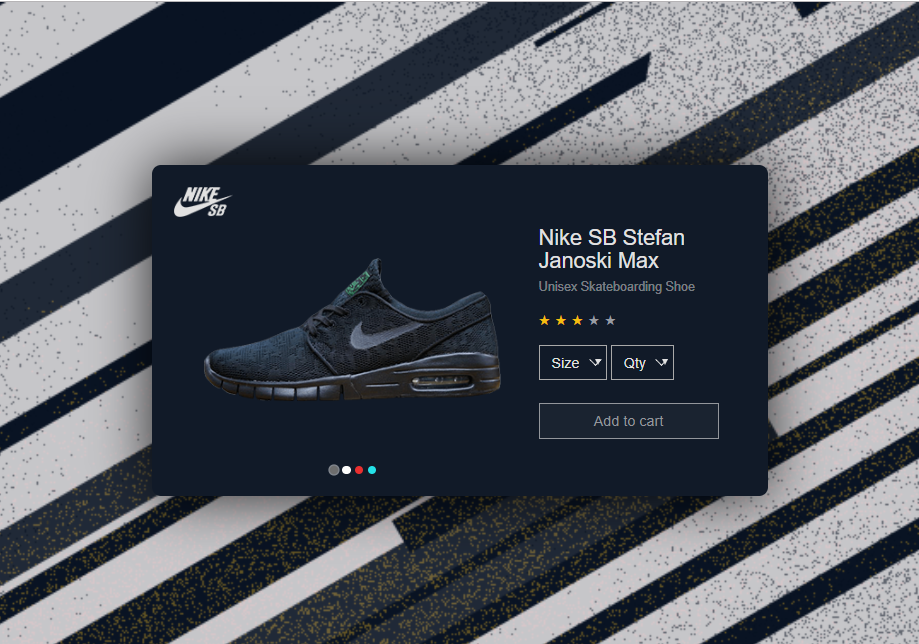 NIKE
SB
Nike SB Stefan
Janoski Max
Unisex Skateboarding Shoe
Size
Qty
Add to cart